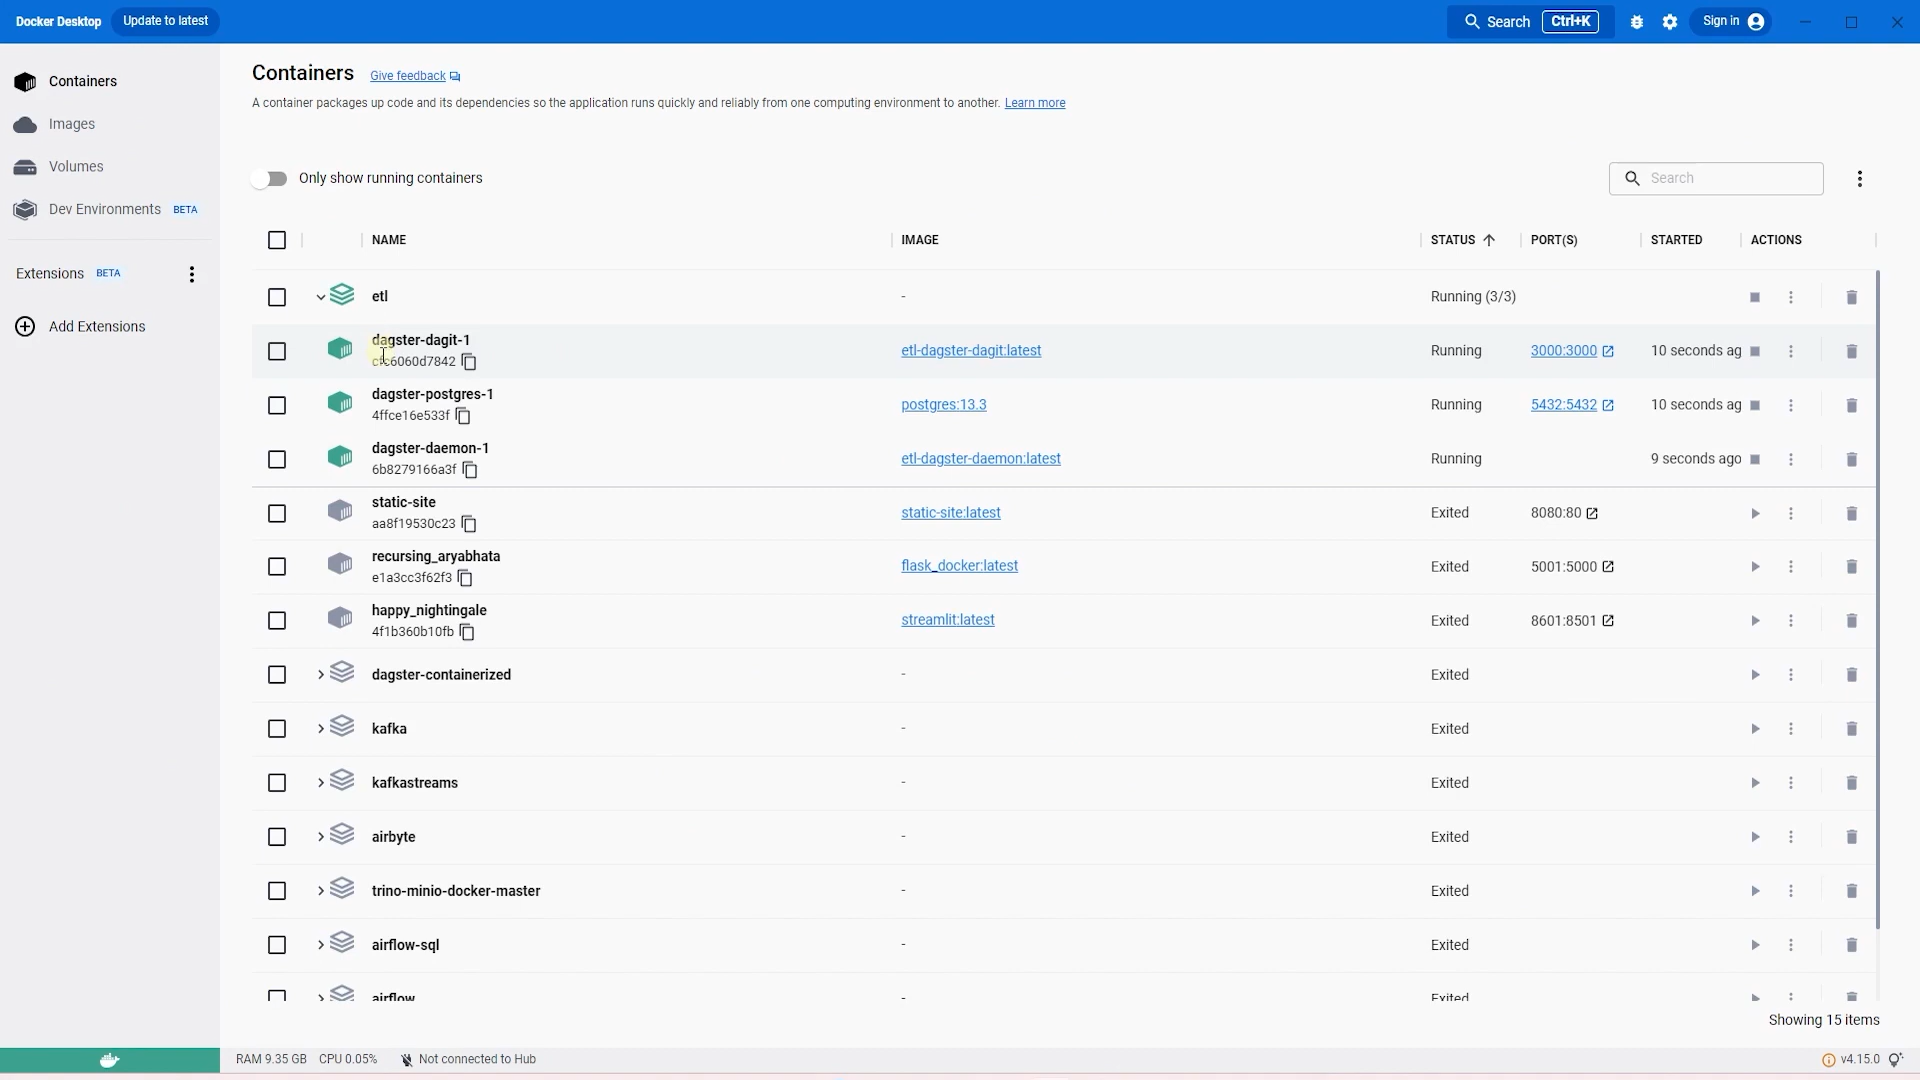 Docker Desktop Update to latest Search Ctrl+K Sign in
Containers
Images
Volumes
Dev Environments BETA
Extensions BETA
Add Extensions
Containers Give feedback
A container packages up code and its dependencies so the application runs quickly and reliably from one computing environment to another. Learn more
Only show running containers Search
NAME IMAGE STATUS PORT(S) STARTED ACTIONS
etl - Running (3/3)
dagster-dagit-1
cfc6060d7842 etl-dagster-dagit:latest Running 3000:3000 10 seconds ag
dagster-postgres-1
4ffce16e533f postgres:13.3 Running 5432:5432 10 seconds ag
dagster-daemon-1
6b8279166a3f etl-dagster-daemon:latest Running 9 seconds ago
static-site
aa8f19530c23 static-site:latest Exited 8080:80
recursing_aryabhata
e1a3cc3f62f3 flask_docker:latest Exited 5001:5000
happy_nightingale
4f1b360b10fb streamlit:latest Exited 8601:8501
dagster-containerized - Exited
kafka - Exited
kafkastreams - Exited
airbyte - Exited
trino-minio-docker-master - Exited
airflow-sql - Exited
airflow - Exited
Showing 15 items
RAM 9.35 GB CPU 0.05% Not connected to Hub v4.15.0